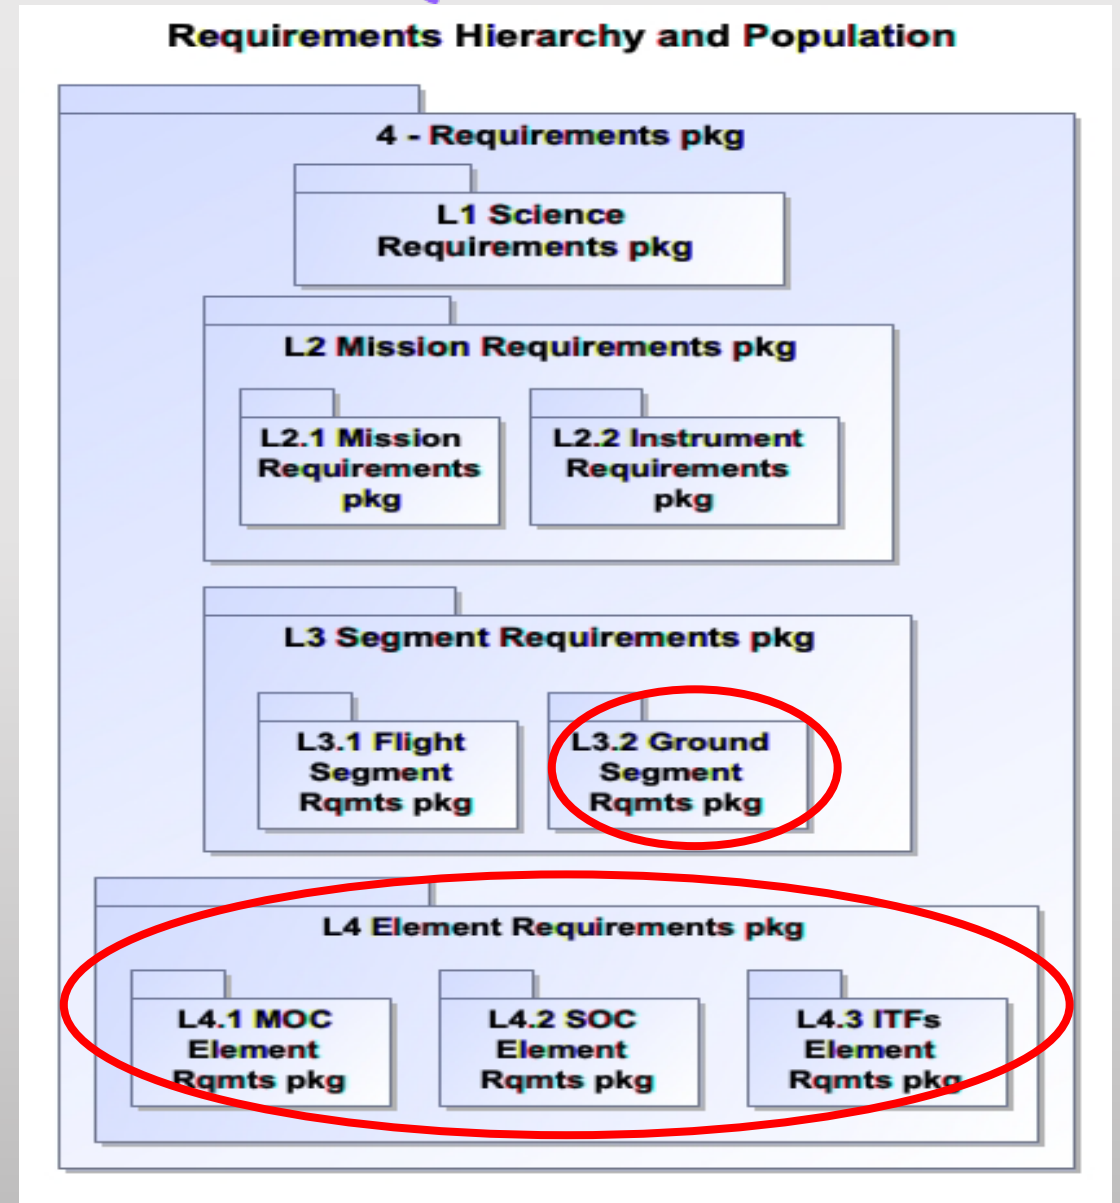 Requirements Hierarchy and Population
4 - Requirements pkg
L1 Science
Requirements pkg
L2 Mission Requirements pkg
L2.1 Mission
Requirements
pkg
L2.2 Instrument
Requirements
pkg
L3 Segment Requirements pkg
L3.1 Flight
Segment
Rqmts pkg
L3.2 Ground
Segment
Rqmts pkg
L4 Element Requirements pkg
L4.1 MOC
Element
Rqmts pkg
L4.2 SOC
Element
Rqmts pkg
L4.3 ITFs
Element
Rqmts pkg